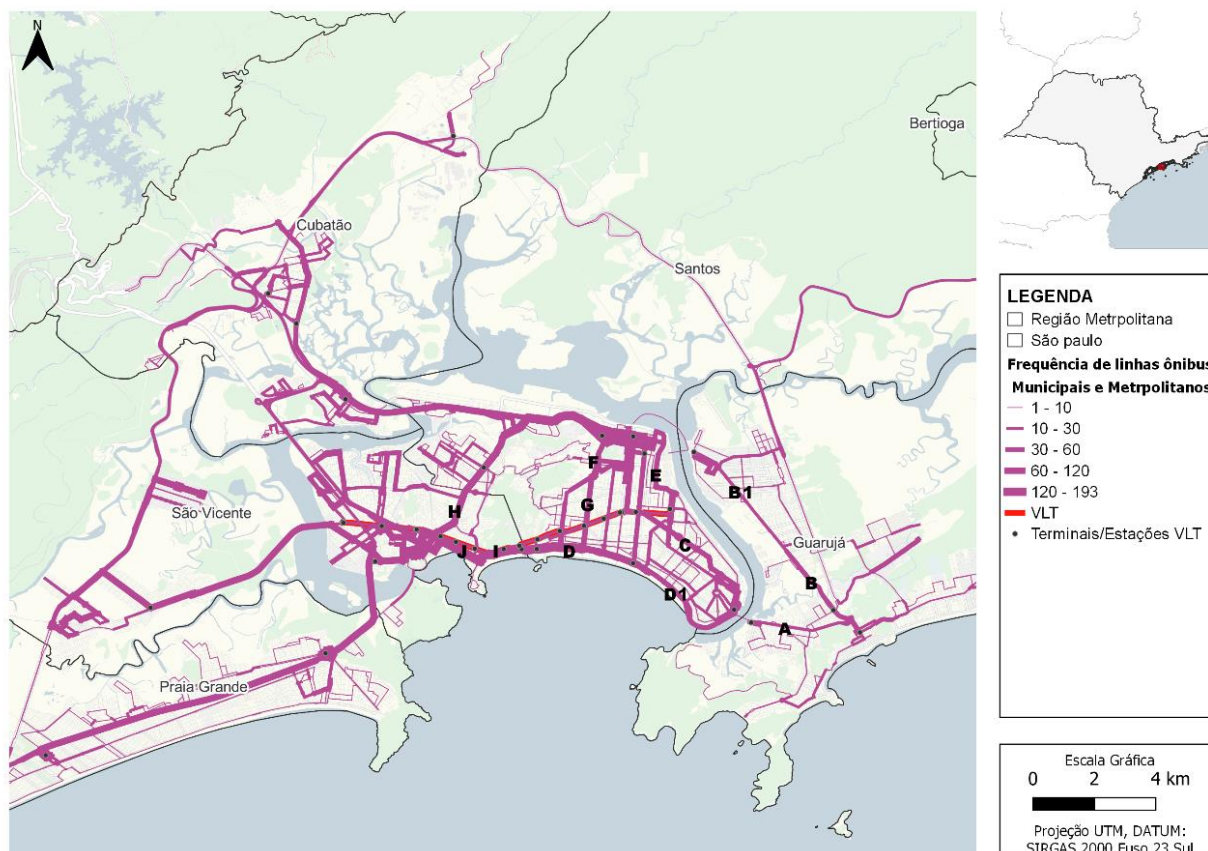 N
Bertioga
Cubatão
Santos
São Vicente
Guarujá
Praia Grande
F
E
B1
H
G
J
I
D
C
D1
B
A
LEGENDA
Região Metrpolitana
São paulo
Frequência de linhas ônibus
Municipais e Metrpolitanos
1 - 10
10 - 30
30 - 60
60 - 120
120 - 193
VLT
Terminais/Estações VLT
Escala Gráfica
0 2 4 km
Projeção UTM, DATUM:
SIRGAS 2000 Fuso 23 Sul